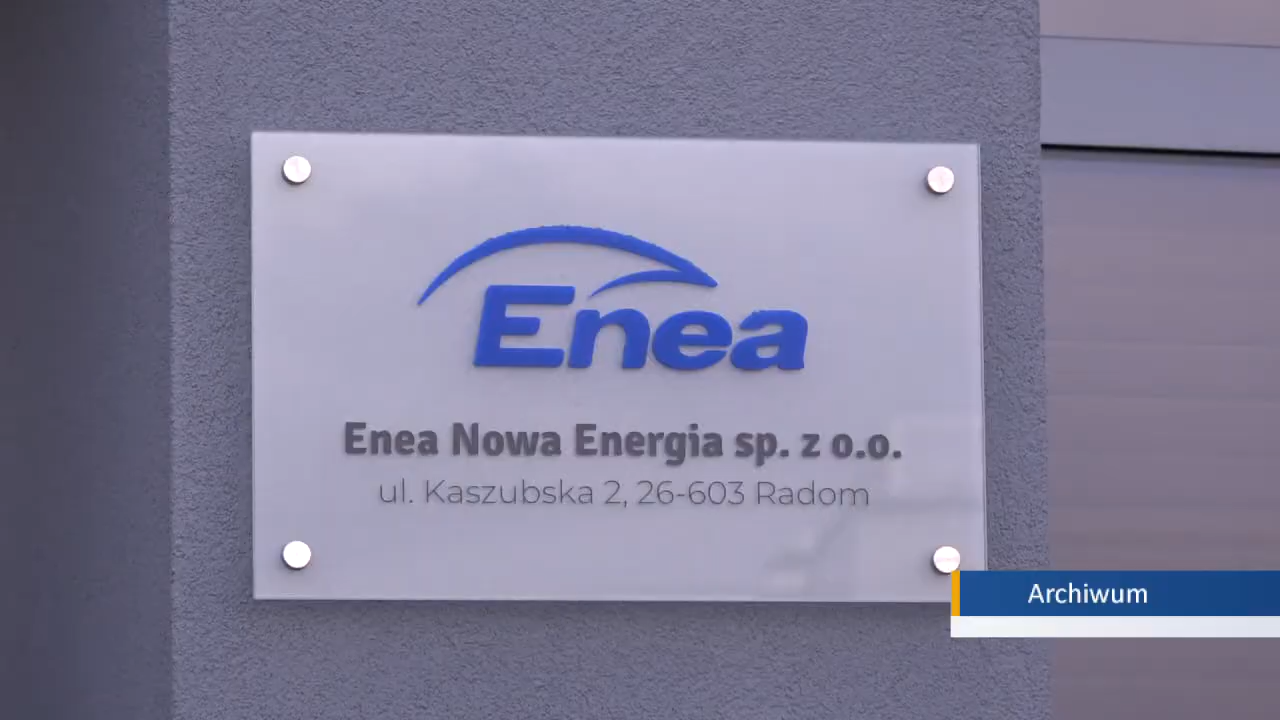 Enea
Enea Nowa Energia sp. z o.o.
ul. Kaszubska 2, 26-603 Radom
Archiwum